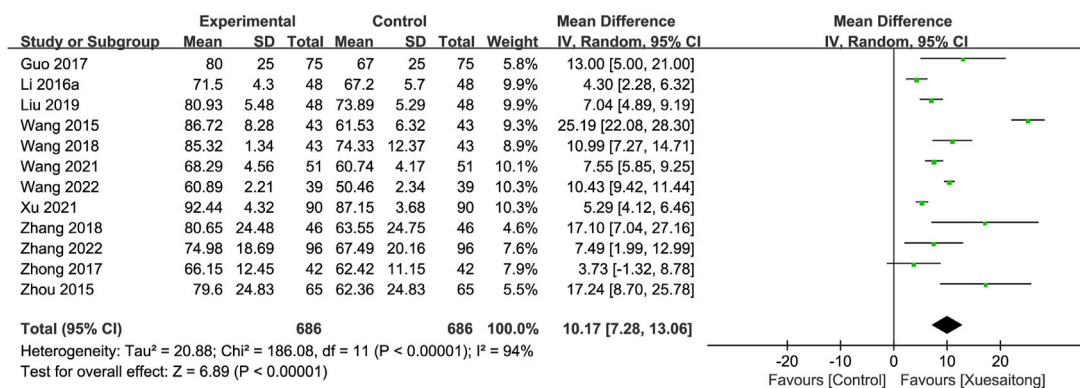 Experimental Control Mean Difference Mean Difference
Study or Subgroup Mean SD Total Mean SD Total Weight IV, Random, 95% CI IV, Random, 95% CI
Guo 2017 80 25 75 67 25 75 5.8% 13.00 [5.00, 21.00]
Li 2016a 71.5 4.3 48 67.2 5.7 48 9.9% 4.30 [2.28, 6.32]
Liu 2019 80.93 5.48 48 73.89 5.29 48 9.9% 7.04 [4.89, 9.19]
Wang 2015 86.72 8.28 43 61.53 6.32 43 9.3% 25.19 [22.08, 28.30]
Wang 2018 85.32 1.34 43 74.33 12.37 43 8.9% 10.99 [7.27, 14.71]
Wang 2021 68.29 4.56 51 60.74 4.17 51 10.1% 7.55 [5.85, 9.25]
Wang 2022 60.89 2.21 39 50.46 2.34 39 10.3% 10.43 [9.42, 11.44]
Xu 2021 92.44 4.32 90 87.15 3.68 90 10.3% 5.29 [4.12, 6.46]
Zhang 2018 80.65 24.48 46 63.55 24.75 46 4.6% 17.10 [7.04, 27.16]
Zhang 2022 74.98 18.69 96 67.49 20.16 96 7.6% 7.49 [1.99, 12.99]
Zhong 2017 66.15 12.45 42 62.42 11.15 42 7.9% 3.73 [-1.32, 8.78]
Zhou 2015 79.6 24.83 65 62.36 24.83 65 5.5% 17.24 [8.70, 25.78]
Total (95% CI) 686 686 100.0% 10.17 [7.28, 13.06]
Heterogeneity: Tau² = 20.88; Chi² = 186.08, df = 11 (P < 0.00001); I² = 94%
Test for overall effect: Z = 6.89 (P < 0.00001)
-20 -10 0 10 20
Favours [Control] Favours [Xuesaitong]